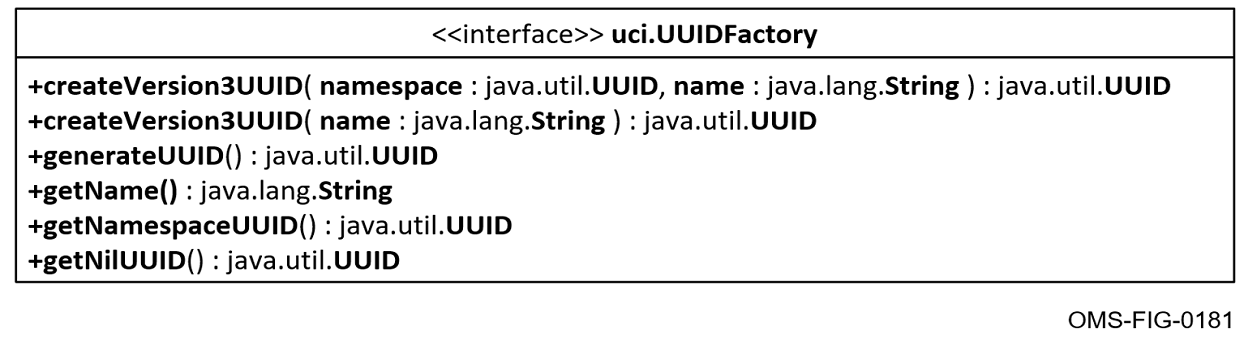 <<interface>> uci.UUIDFactory
+createVersion3UUID( namespace : java.util.UUID, name : java.lang.String ) : java.util.UUID
+createVersion3UUID( name : java.lang.String ) : java.util.UUID
+generateUUID() : java.util.UUID
+getName() : java.lang.String
+getNamespaceUUID() : java.util.UUID
+getNilUUID() : java.util.UUID
OMS-FIG-0181